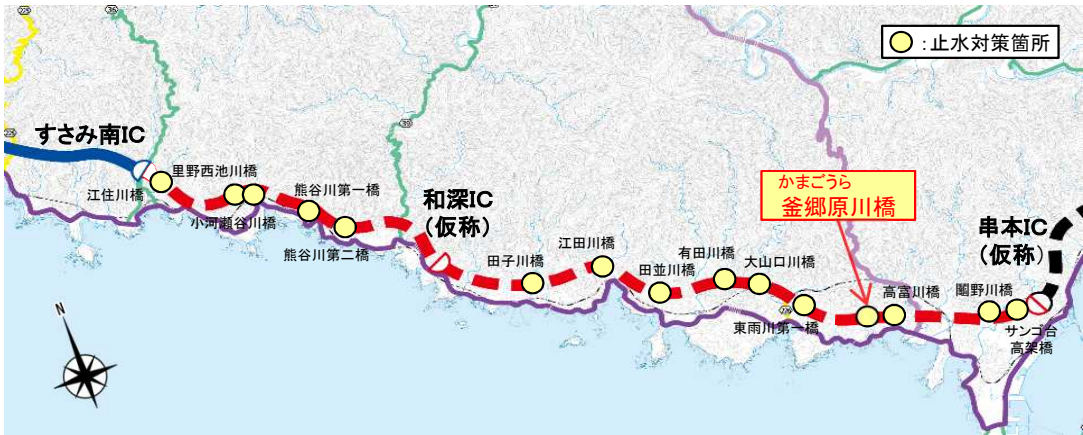 :止水対策箇所
すさみ南IC
江住川橋
里野西池川橋
小河瀬谷川橋
熊谷川第一橋
熊谷川第二橋
和深IC
(仮称)
田子川橋
江田川橋
田並川橋
有田川橋
大山口川橋
東雨川第一橋
かまごうら
釜郷原川橋
高富川橋
鬮野川橋
サンゴ台
高架橋
串本IC
(仮称)
36
39
N